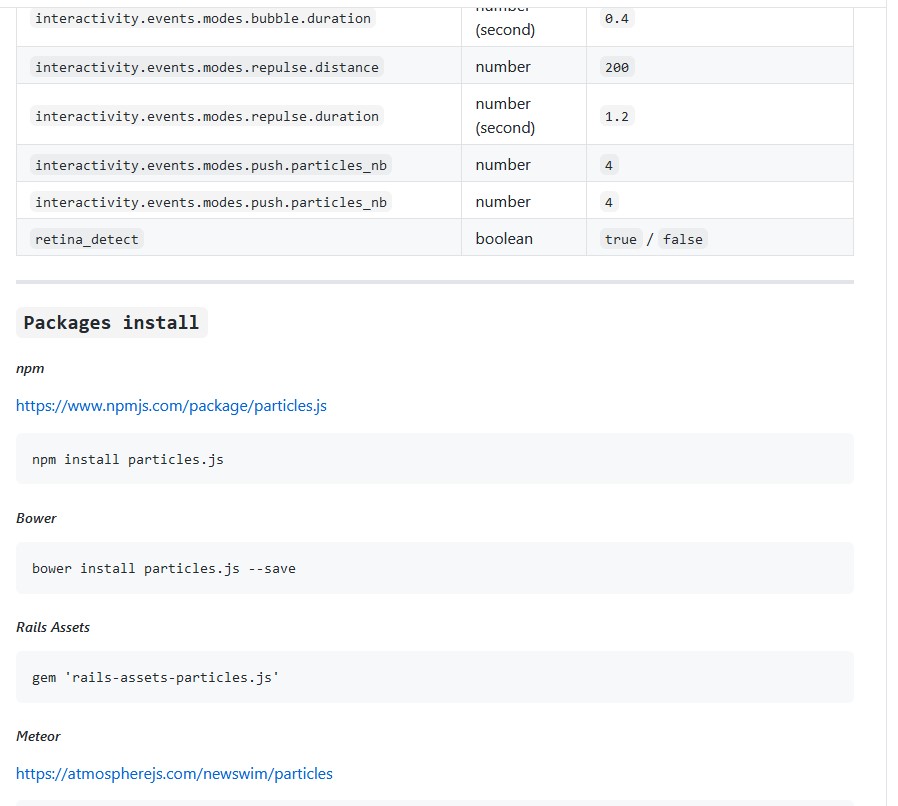 interactivity.events.modes.bubble.duration number (second) 0.4
interactivity.events.modes.repulse.distance number 200
interactivity.events.modes.repulse.duration number (second) 1.2
interactivity.events.modes.push.particles_nb number 4
interactivity.events.modes.push.particles_nb number 4
retina_detect boolean true / false
Packages install
npm
https://www.npmjs.com/package/particles.js
npm install particles.js
Bower
bower install particles.js --save
Rails Assets
gem 'rails-assets-particles.js'
Meteor
https://atmospherejs.com/newswim/particles